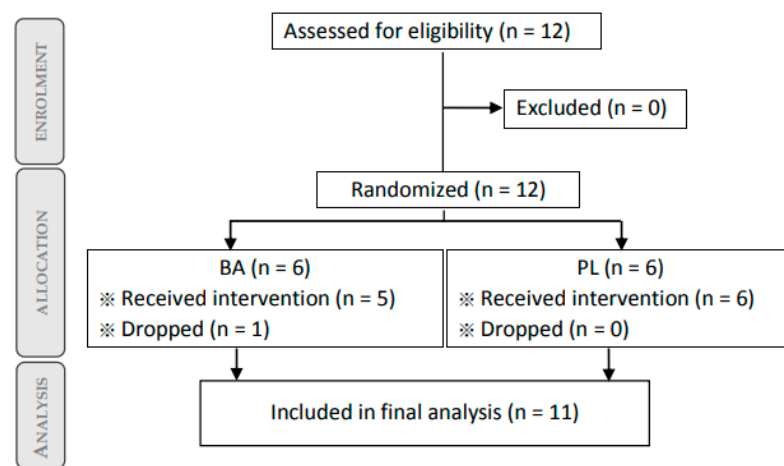 ENROLMENT
Assessed for eligibility (n = 12)
Excluded (n = 0)
ALLOCATION
Randomized (n = 12)
BA (n = 6)
※ Received intervention (n = 5)
※ Dropped (n = 1)
PL (n = 6)
※ Received intervention (n = 6)
※ Dropped (n = 0)
ANALYSIS
Included in final analysis (n = 11)